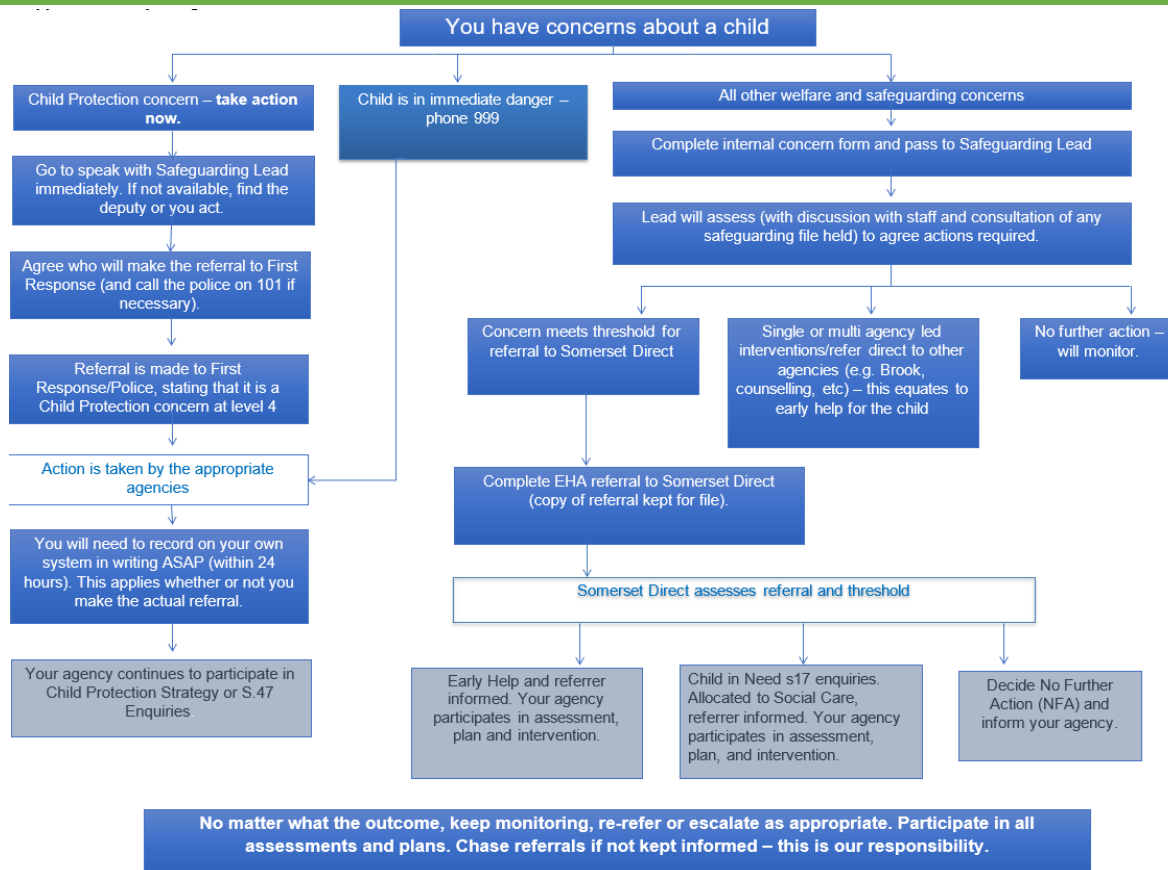 You have concerns about a child
Child Protection concern – take action
now.
Go to speak with Safeguarding Lead
immediately. If not available, find the
deputy or you act.
Agree who will make the referral to First
Response (and call the police on 101 if
necessary).
Referral is made to First
Response/Police, stating that it is a
Child Protection concern at level 4
Action is taken by the appropriate
agencies
You will need to record on your own
system in writing ASAP (within 24
hours). This applies whether or not you
make the actual referral.
Your agency continues to participate in
Child Protection Strategy or S.47
Enquiries
Child is in immediate danger –
phone 999
All other welfare and safeguarding concerns
Complete internal concern form and pass to Safeguarding Lead
Lead will assess (with discussion with staff and consultation of any
safeguarding file held) to agree actions required.
Concern meets threshold for
referral to Somerset Direct
Single or multi agency led
interventions/refer direct to other
agencies (e.g. Brook,
counselling, etc) – this equates to
early help for the child
No further action –
will monitor.
Complete EHA referral to Somerset Direct
(copy of referral kept for file).
Somerset Direct assesses referral and threshold
Early Help and referrer
informed. Your agency
participates in assessment,
plan and intervention.
Child in Need s17 enquiries.
Allocated to Social Care,
referrer informed. Your agency
participates in assessment,
plan, and intervention.
Decide No Further
Action (NFA) and
inform your agency.
No matter what the outcome, keep monitoring, re-refer or escalate as appropriate. Participate in all
assessments and plans. Chase referrals if not kept informed – this is our responsibility.